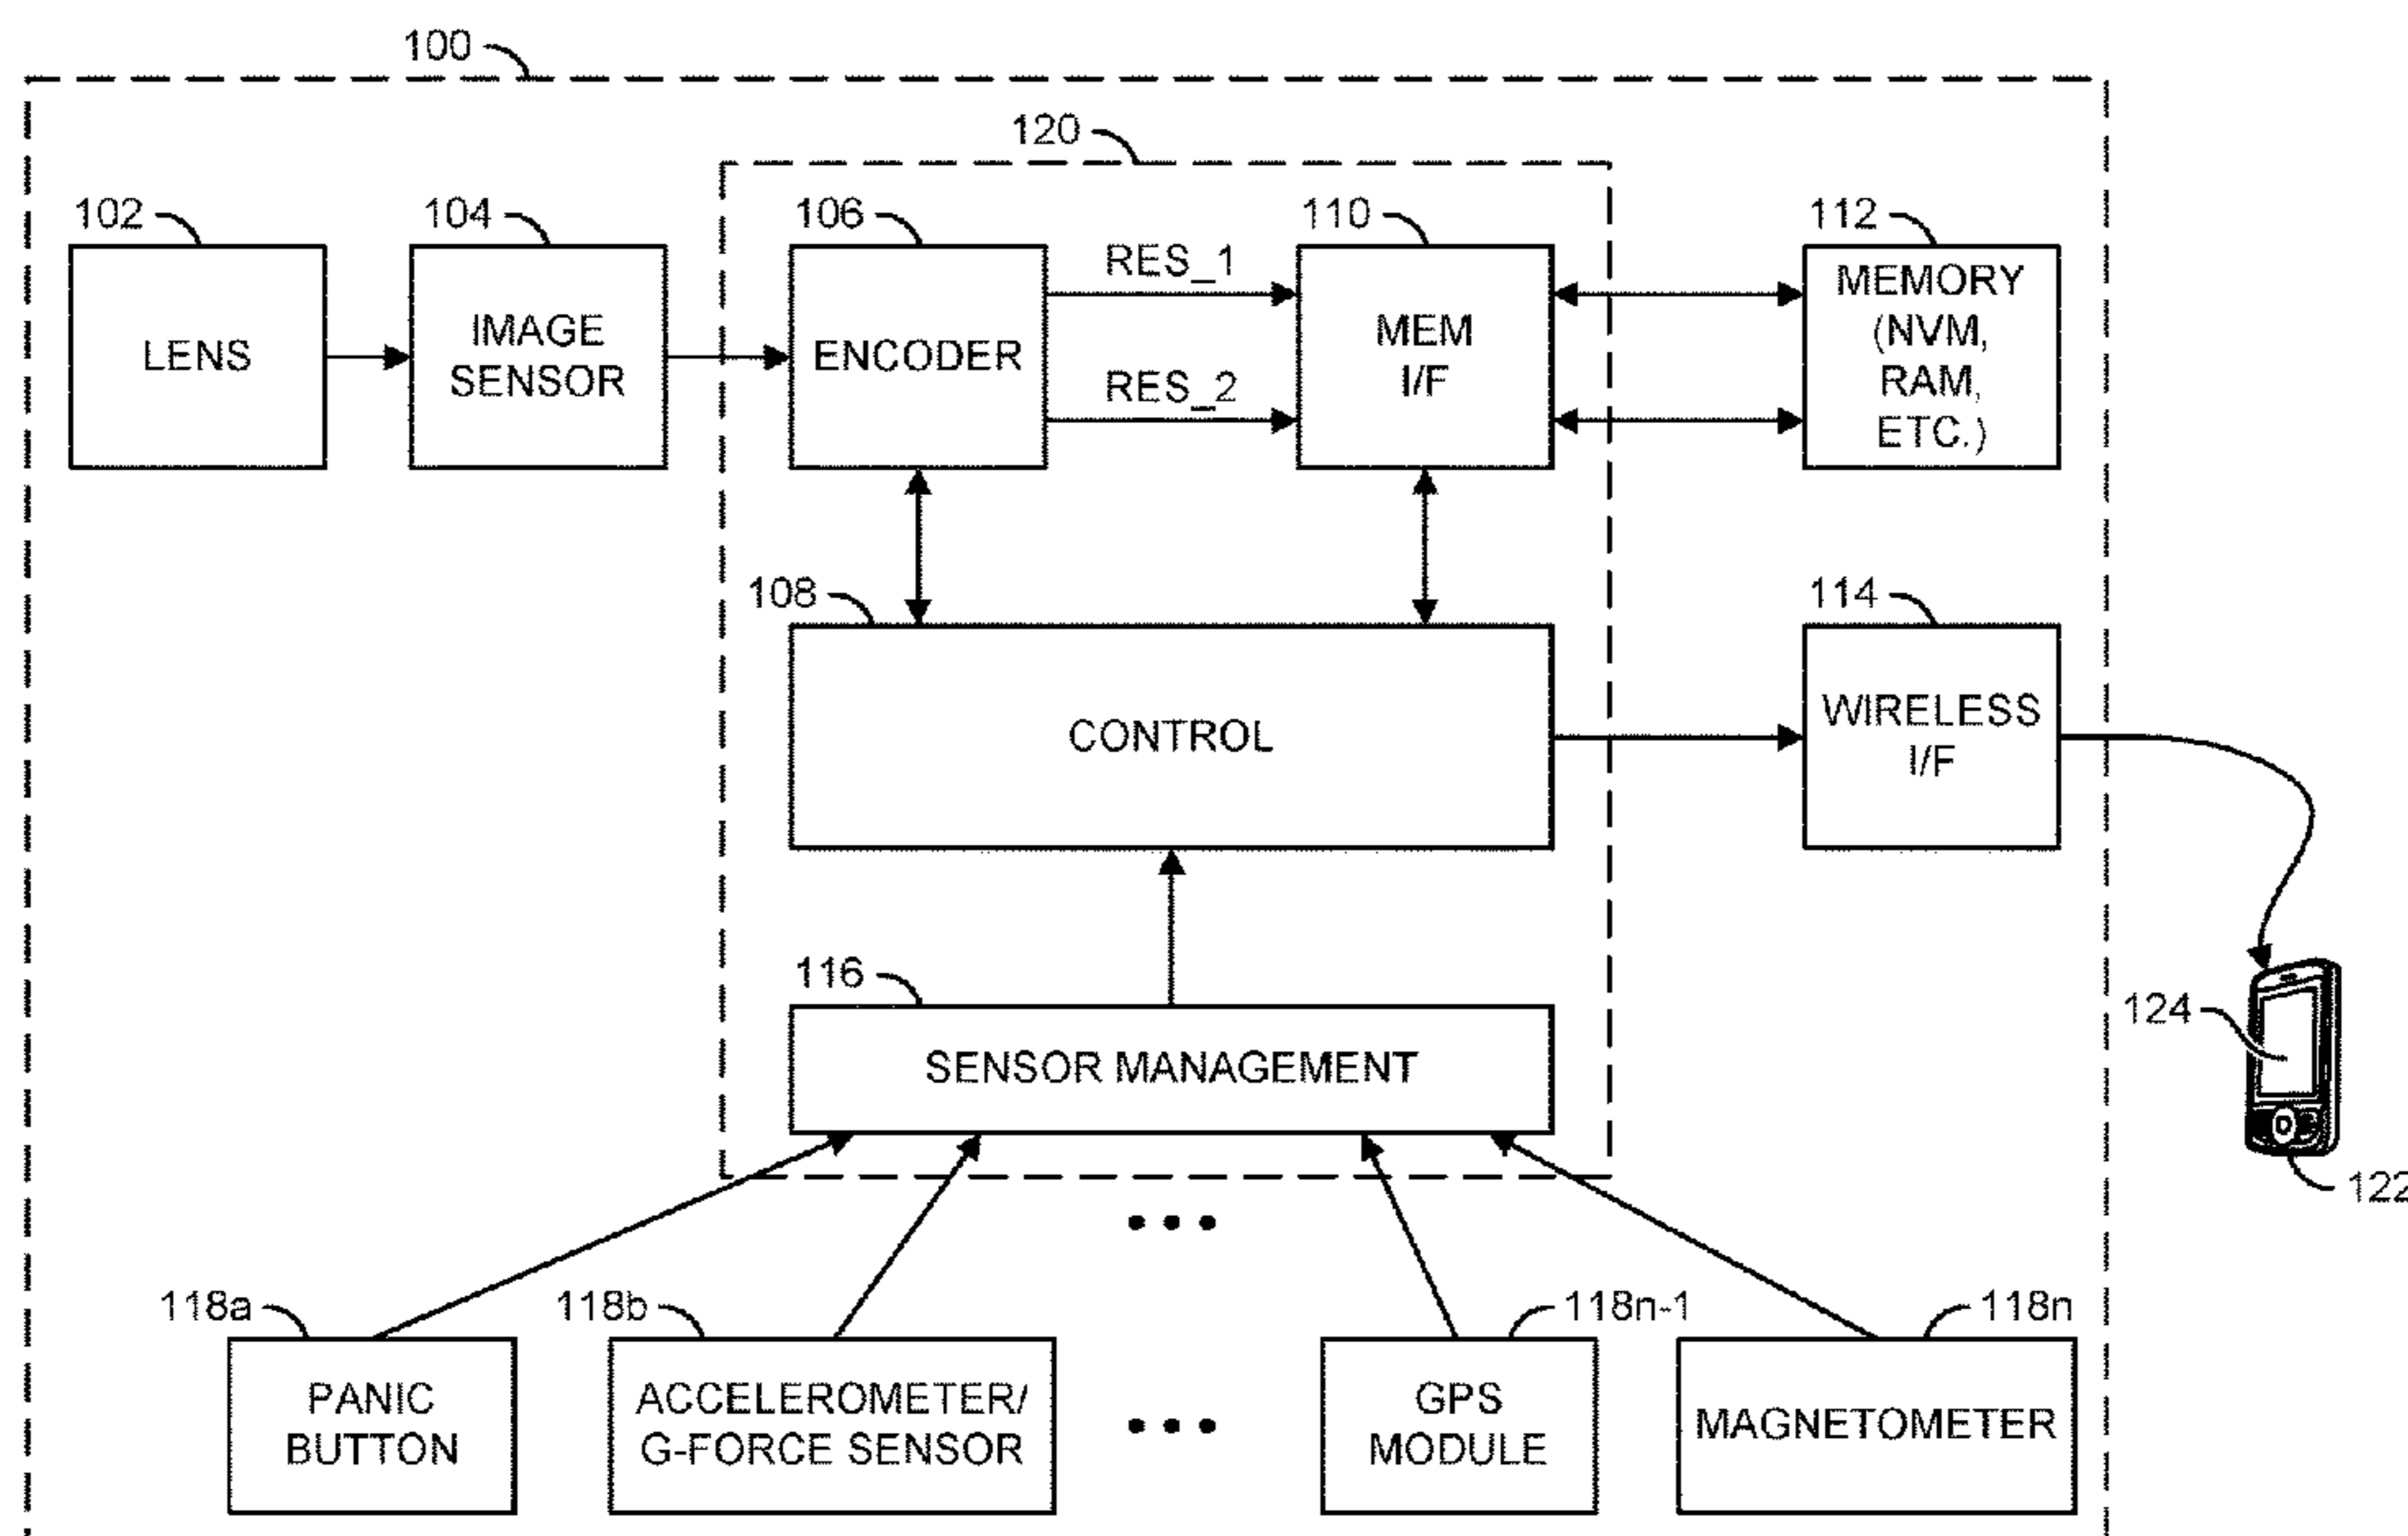 100
120
102
104
106
110
112
LENS
IMAGE
SENSOR
ENCODER
RES_1
RES_2
MEM
I/F
MEMORY
(NVM,
RAM,
ETC.)
108
114
CONTROL
WIRELESS
I/F
116
SENSOR MANAGEMENT
124
122
• • •
118a
118b
118n-1
118n
PANIC
BUTTON
ACCELEROMETER/
G-FORCE SENSOR
• • •
GPS
MODULE
MAGNETOMETER